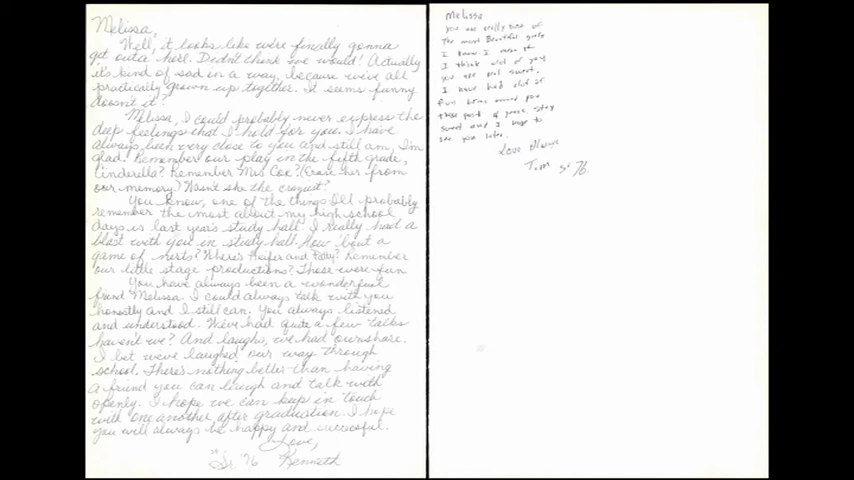 Melissa,
Well, it looks like we're finally gonna
get outa' here. Didn't think we would! Actually
it's kind of sad in a way, because we've all
practically grown up together. It seems funny
doesn't it?
Melissa, I could probably never express the
deep feelings that I hold for you. I have
always been very close to you and still am, I'm
glad. Remember our play in the fifth grade,
Cinderella? Remember Mrs Coe? (Erase her from
our memory.) Wasn't she the croquist?
You know, one of the things I'll probably
remember the most about my high school
days is last year's study hall. I really had a
blast with you in study hall. How 'bout a
game of nerts? Where's Heifer and Patty? Remember
our little stage productions? Those were fun
You have always been a wonderful
friend Melissa. I could always talk with you
honestly and I still can. You always listened
and understood. We've had quite a few talks
haven't we? And laughs, we had ownshare.
I bet we've laughed our way through
school. There's nothing better than having
a friend you can laugh and talk with
openly. I hope we can keep in touch
with one another after graduation. I hope
you will always be happy and successful.
Love,
"Sr." '76 Kenneth
Melissa
You are really one of
the most Beautiful girls
I know. I
I think alot of you
you are real sweet.
I have had alot of
fun being around you
these past years, stay
sweet and I hope to
see you later.
Love Always
Tim Sr 76